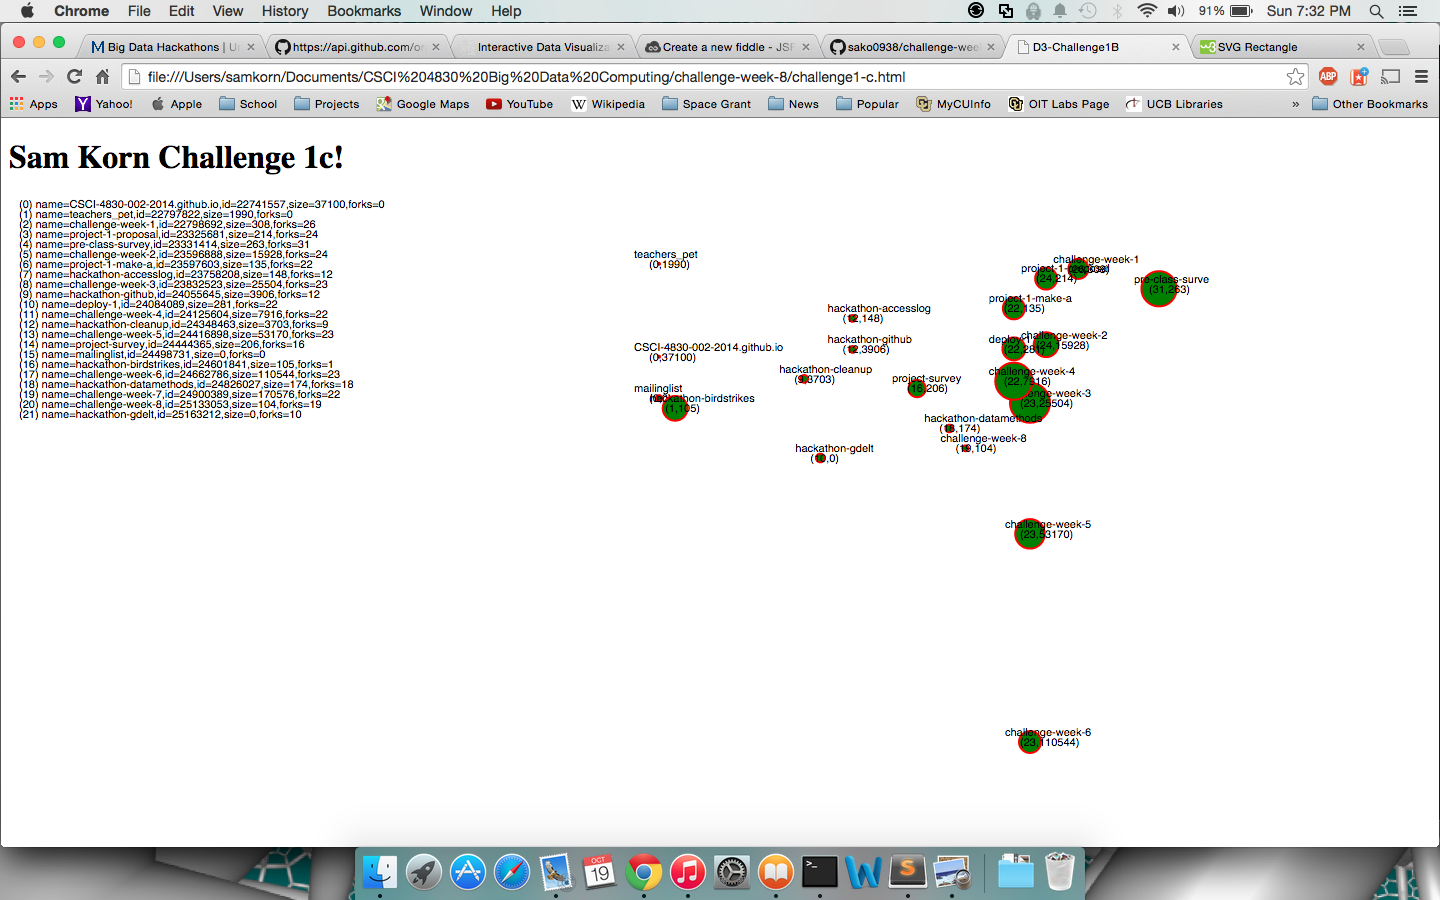 Chrome File Edit View History Bookmarks Window Help 91% Sun 7:32 PM
Big Data Hackathons | Un https://api.github.com/or Interactive Data Visualiza Create a new fiddle - JSF sako0938/challenge-wee D3-Challenge1B SVG Rectangle
file:///Users/samkorn/Documents/CSCI%204830%20Big%20Data%20Computing/challenge-week-8/challenge1-c.html ABP
Apps Yahoo! Apple School Projects Google Maps YouTube Wikipedia Space Grant News Popular MyCUInfo OIT Labs Page UCB Libraries » Other Bookmarks
Sam Korn Challenge 1c!
(0) name=CSCI-4830-002-2014.github.io,id=22741557,size=37100,forks=0
(1) name=teachers_pet,id=22797822,size=1990,forks=0
(2) name=challenge-week-1,id=22798692,size=308,forks=26
(3) name=project-1-proposal,id=23325681,size=214,forks=24
(4) name=pre-class-survey,id=23331414,size=263,forks=31
(5) name=challenge-week-2,id=23596888,size=15928,forks=24
(6) name=project-1-make-a,id=23597603,size=135,forks=22
(7) name=hackathon-accesslog,id=23758208,size=148,forks=12
(8) name=challenge-week-3,id=23832523,size=25504,forks=23
(9) name=hackathon-github,id=24055645,size=3906,forks=12
(10) name=deploy-1,id=24084089,size=281,forks=22
(11) name=challenge-week-4,id=24125604,size=7916,forks=22
(12) name=hackathon-cleanup,id=24348463,size=3703,forks=9
(13) name=challenge-week-5,id=24416898,size=53170,forks=23
(14) name=project-survey,id=24444365,size=206,forks=16
(15) name=mailinglist,id=24498731,size=0,forks=0
(16) name=hackathon-birdstrikes,id=24601841,size=105,forks=1
(17) name=challenge-week-6,id=24662786,size=110544,forks=23
(18) name=hackathon-datamethods,id=24826027,size=174,forks=18
(19) name=challenge-week-7,id=24900389,size=170576,forks=22
(20) name=challenge-week-8,id=25133053,size=104,forks=19
(21) name=hackathon-gdelt,id=25163212,size=0,forks=10
teachers_pet
(0,1990)
challenge-week-1
project-1-
(24,214)
pre-class-surve
(31,263)
project-1-make-a
(22,135)
hackathon-accesslog
(12,148)
challenge-week-2
(24,15928)
hackathon-github
(12,3906)
(22,281)
CSCI-4830-002-2014.github.io
(0,37100)
hackathon-cleanup
(9,3703)
challenge-week-4
(22,7916)
project-survey
(16,206)
mailinglist
hackathon-birdstrikes
(1,105)
enge-week-3
(23,25504)
hackathon-datamethods
(18,174)
challenge-week-8
(19,104)
hackathon-gdelt
(10,0)
challenge-week-5
(23,53170)
challenge-week-6
(23,110544)
OCT
19